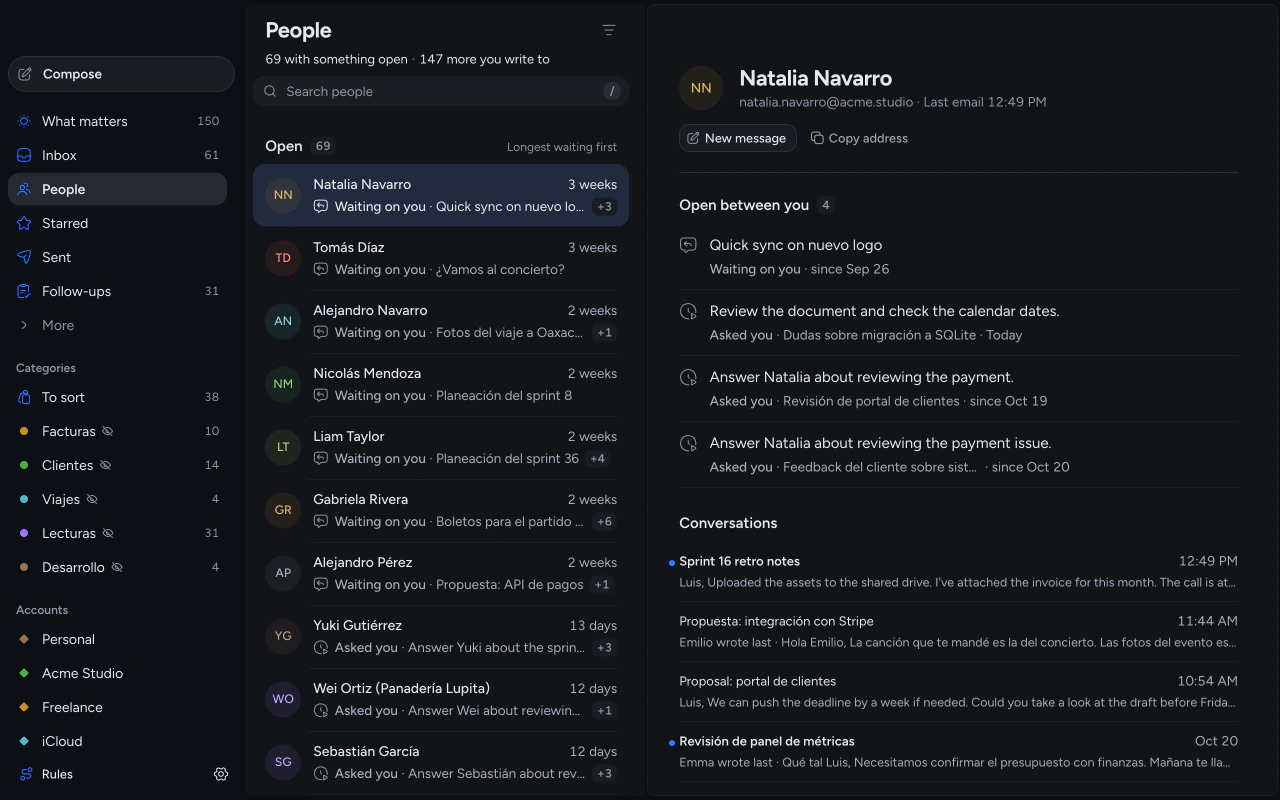 Compose
What matters 150
Inbox 61
People
Starred
Sent
Follow-ups 31
More
Categories
To sort 38
Facturas 10
Clientes 14
Viajes 4
Lecturas 31
Desarrollo 4
Accounts
Personal
Acme Studio
Freelance
iCloud
Rules
People
69 with something open · 147 more you write to
Search people /
Open 69 Longest waiting first
NN Natalia Navarro 3 weeks
Waiting on you · Quick sync on nuevo lo... +3
TD Tomás Díaz 3 weeks
Waiting on you · ¿Vamos al concierto?
AN Alejandro Navarro 2 weeks
Waiting on you · Fotos del viaje a Oaxac... +1
NM Nicolás Mendoza 2 weeks
Waiting on you · Planeación del sprint 8
LT Liam Taylor 2 weeks
Waiting on you · Planeación del sprint 36 +4
GR Gabriela Rivera 2 weeks
Waiting on you · Boletos para el partido ... +6
AP Alejandro Pérez 2 weeks
Waiting on you · Propuesta: API de pagos +1
YG Yuki Gutiérrez 13 days
Asked you · Answer Yuki about the sprin... +3
WO Wei Ortiz (Panadería Lupita) 12 days
Asked you · Answer Wei about reviewin... +1
SG Sebastián García 12 days
Asked you · Answer Sebastián about rev... +3
NN Natalia Navarro
natalia.navarro@acme.studio · Last email 12:49 PM
New message Copy address
Open between you 4
Quick sync on nuevo logo
Waiting on you · since Sep 26
Review the document and check the calendar dates.
Asked you · Dudas sobre migración a SQLite · Today
Answer Natalia about reviewing the payment.
Asked you · Revisión de portal de clientes · since Oct 19
Answer Natalia about reviewing the payment issue.
Asked you · Feedback del cliente sobre sist... · since Oct 20
Conversations
Sprint 16 retro notes 12:49 PM
Luis, Uploaded the assets to the shared drive. I've attached the invoice for this month. The call is at...
Propuesta: integración con Stripe 11:44 AM
Emilio wrote last · Hola Emilio, La canción que te mandé es la del concierto. Las fotos del evento es...
Proposal: portal de clientes 10:54 AM
Luis, We can push the deadline by a week if needed. Could you take a look at the draft before Frida...
Revisión de panel de métricas Oct 20
Emma wrote last · Qué tal Luis, Necesitamos confirmar el presupuesto con finanzas. Mañana te lla...